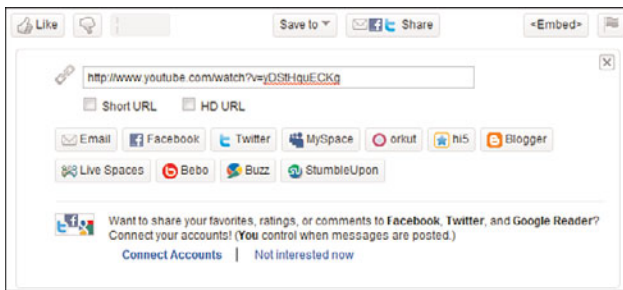 Like Save to Share <Embed>
http://www.youtube.com/watch?v=yDStHquECKg
Short URL HD URL
Email Facebook Twitter MySpace orkut hi5 Blogger
Live Spaces Bebo Buzz StumbleUpon
Want to share your favorites, ratings, or comments to Facebook, Twitter, and Google Reader?
Connect your accounts! (You control when messages are posted.)
Connect Accounts | Not interested now